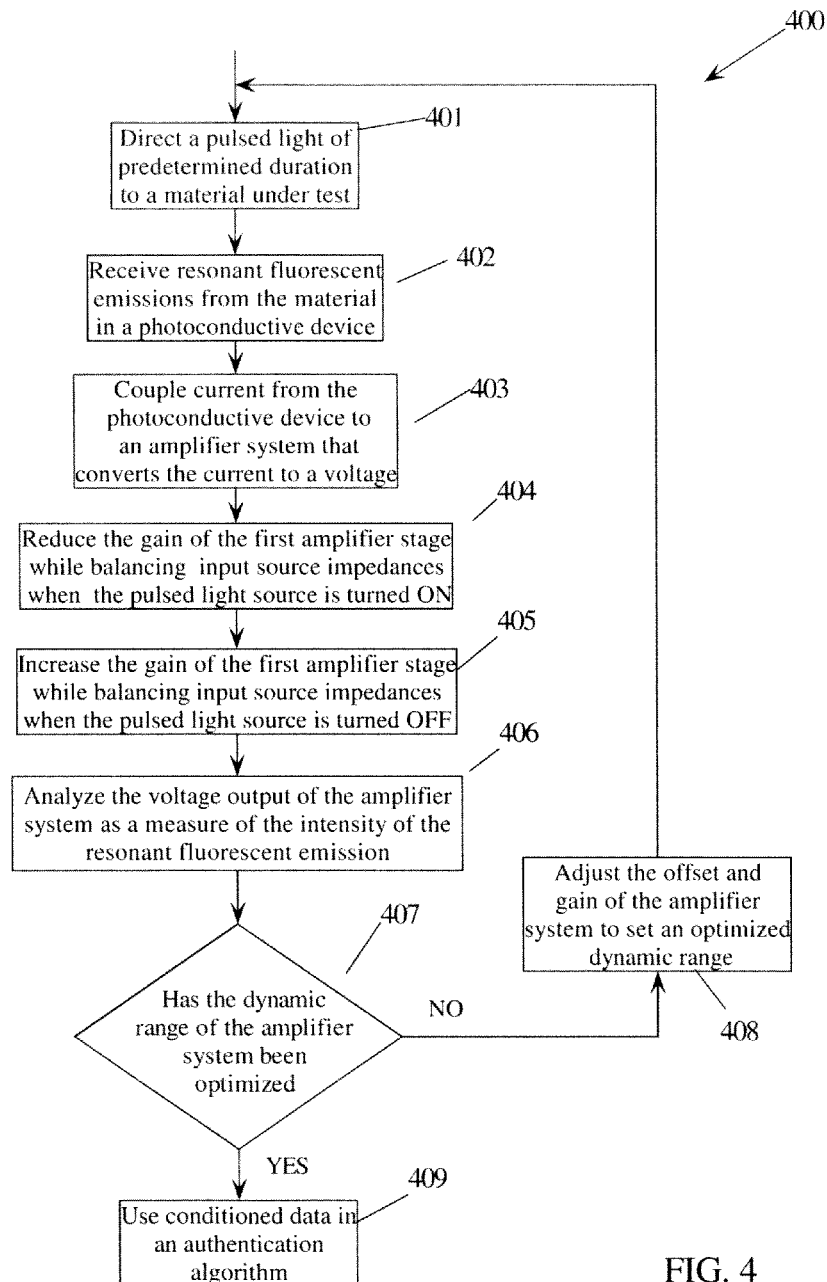 400
401
Direct a pulsed light of
predetermined duration
to a material under test
402
Receive resonant fluorescent
emissions from the material
in a photoconductive device
403
Couple current from the
photoconductive device to
an amplifier system that
converts the current to a voltage
404
Reduce the gain of the first amplifier stage
while balancing input source impedances
when the pulsed light source is turned ON
405
Increase the gain of the first amplifier stage
while balancing input source impedances
when the pulsed light source is turned OFF
406
Analyze the voltage output of the amplifier
system as a measure of the intensity of the
resonant fluorescent emission
407
Has the dynamic
range of the amplifier
system been
optimized
NO
Adjust the offset and
gain of the amplifier
system to set an optimized
dynamic range
408
YES
409
Use conditioned data in
an authentication
algorithm
FIG. 4